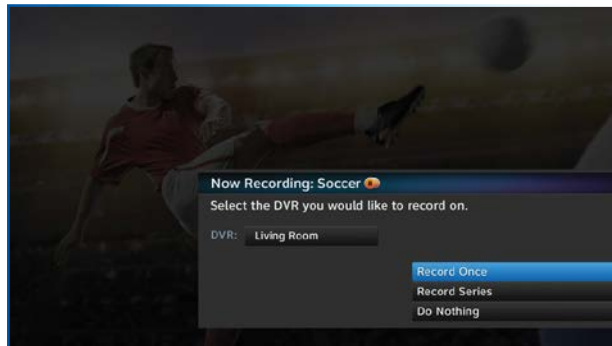 Now Recording: Soccer
Select the DVR you would like to record on.
DVR: Living Room
Record Once
Record Series
Do Nothing